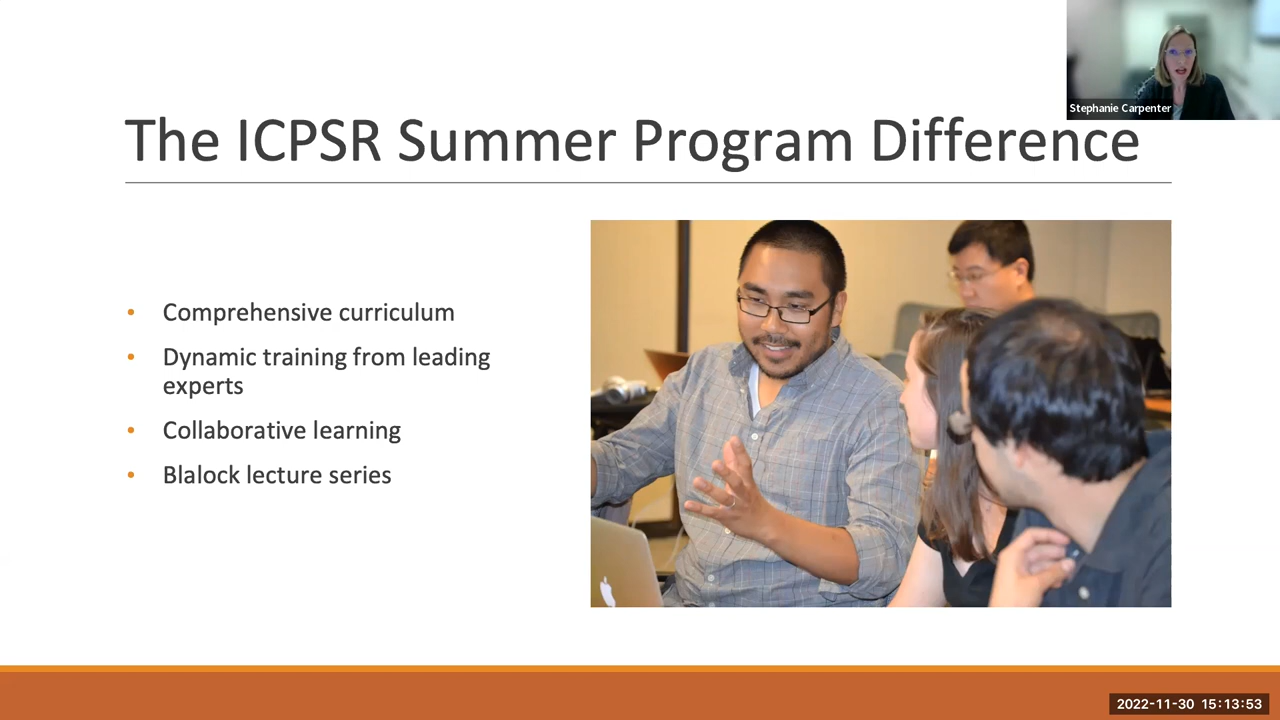 Stephanie Carpenter
The ICPSR Summer Program Difference
• Comprehensive curriculum
• Dynamic training from leading
experts
• Collaborative learning
• Blalock lecture series
2022-11-30 15:13:53